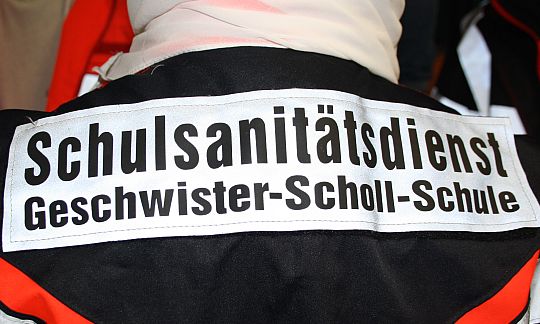 Schulsanitätsdienst
Geschwister-Scholl-Schule